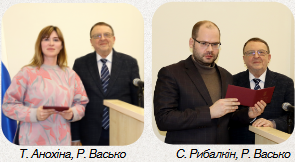 Т. Анохіна, Р. Васько
С. Рибалкін, Р. Васько